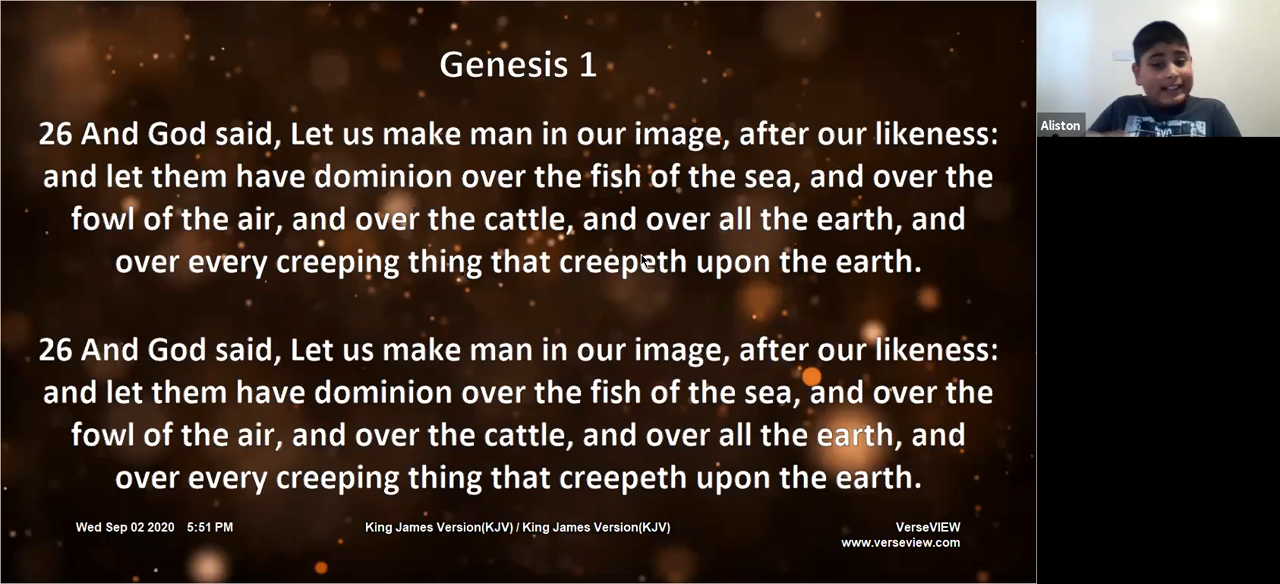 Genesis 1
26 And God said, Let us make man in our image, after our likeness:
and let them have dominion over the fish of the sea, and over the
fowl of the air, and over the cattle, and over all the earth, and
over every creeping thing that creepeth upon the earth.
26 And God said, Let us make man in our image, after our likeness:
and let them have dominion over the fish of the sea, and over the
fowl of the air, and over the cattle, and over all the earth, and
over every creeping thing that creepeth upon the earth.
Wed Sep 02 2020 5:51 PM
King James Version(KJV) / King James Version(KJV)
VerseVIEW
www.verseview.com
Aliston